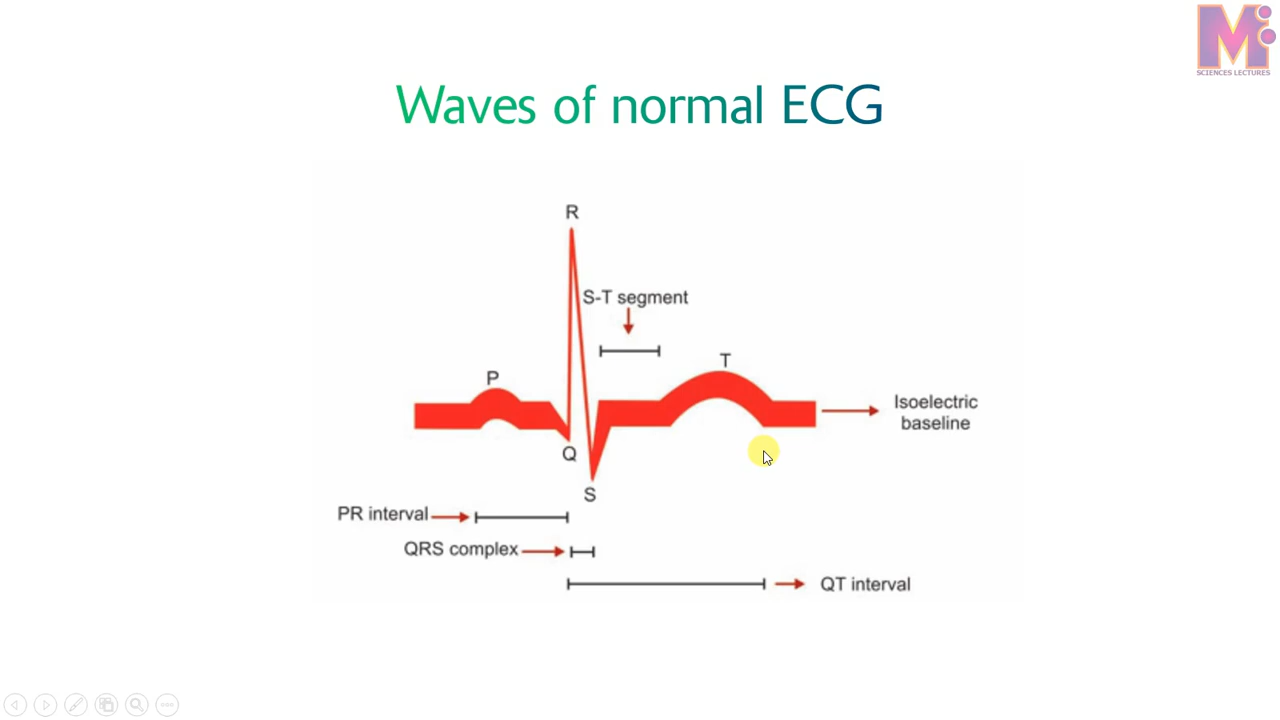 M
SCIENCES LECTURES
Waves of normal ECG
R
S-T segment
P
T
Isoelectric
baseline
Q
S
PR interval
QRS complex
QT interval